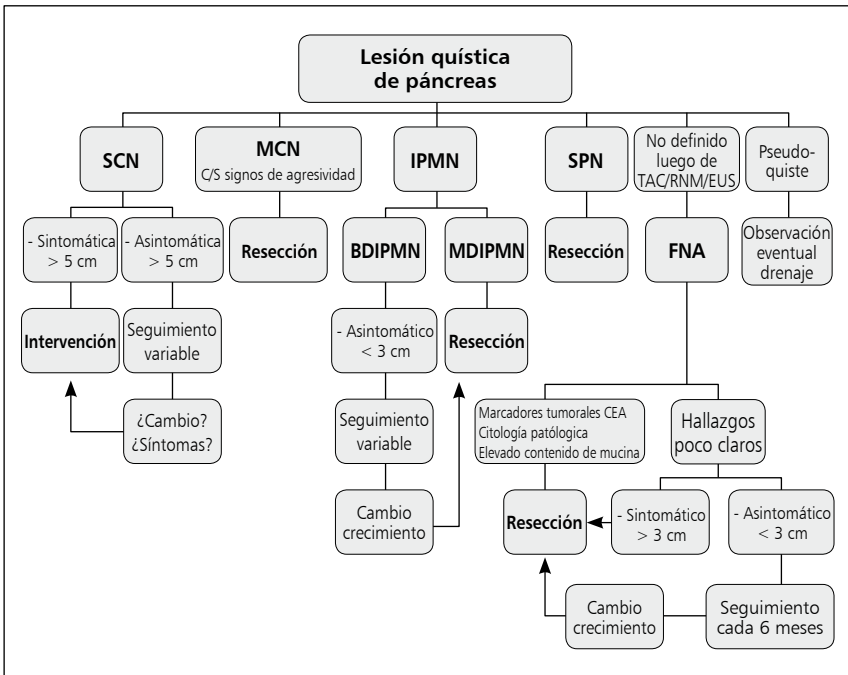 Lesión quística
de páncreas
SCN
MCN
C/S signos de agresividad
IPMN
SPN
No definido
luego de
TAC/RNM/EUS
Pseudo-
quiste
- Sintomática
> 5 cm
- Asintomática
> 5 cm
Resección
BDIPMN
MDIPMN
Resección
FNA
Observación
eventual
drenaje
Intervención
Seguimiento
variable
- Asintomático
< 3 cm
Resección
¿Cambio?
¿Síntomas?
Seguimiento
variable
Marcadores tumorales CEA
Citología patólogica
Elevado contenido de mucina
Hallazgos
poco claros
Cambio
crecimiento
Resección
- Sintomático
> 3 cm
- Asintomático
< 3 cm
Cambio
crecimiento
Seguimiento
cada 6 meses